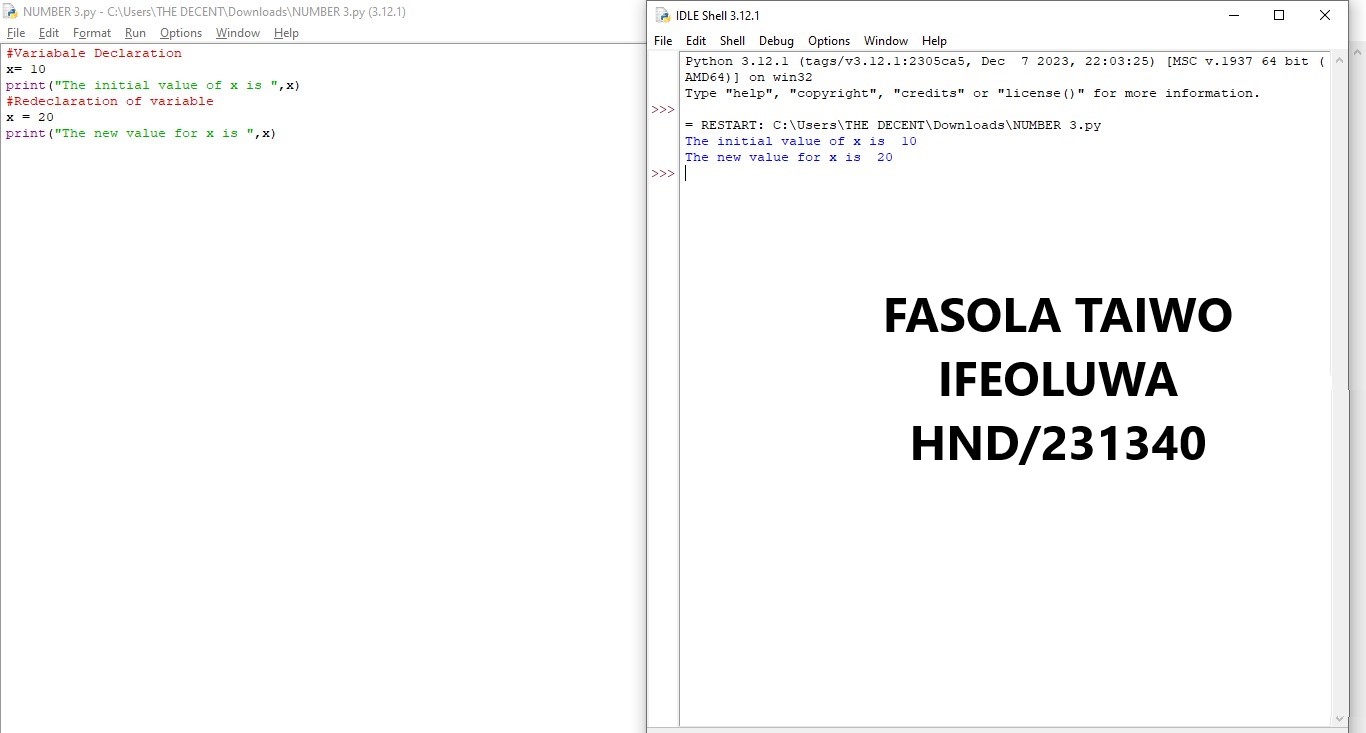 NUMBER 3.py - C:\Users\THE DECENT\Downloads\NUMBER 3.py (3.12.1)
File Edit Format Run Options Window Help
#Variabale Declaration
x= 10
print("The initial value of x is ",x)
#Redeclaration of variable
x = 20
print("The new value for x is ",x)
IDLE Shell 3.12.1
File Edit Shell Debug Options Window Help
Python 3.12.1 (tags/v3.12.1:2305ca5, Dec  7 2023, 22:03:25) [MSC v.1937 64 bit (
AMD64)] on win32
Type "help", "copyright", "credits" or "license()" for more information.
>>>
= RESTART: C:\Users\THE DECENT\Downloads\NUMBER 3.py
The initial value of x is  10
The new value for x is  20
>>>
FASOLA TAIWO
IFEOLUWA
HND/231340